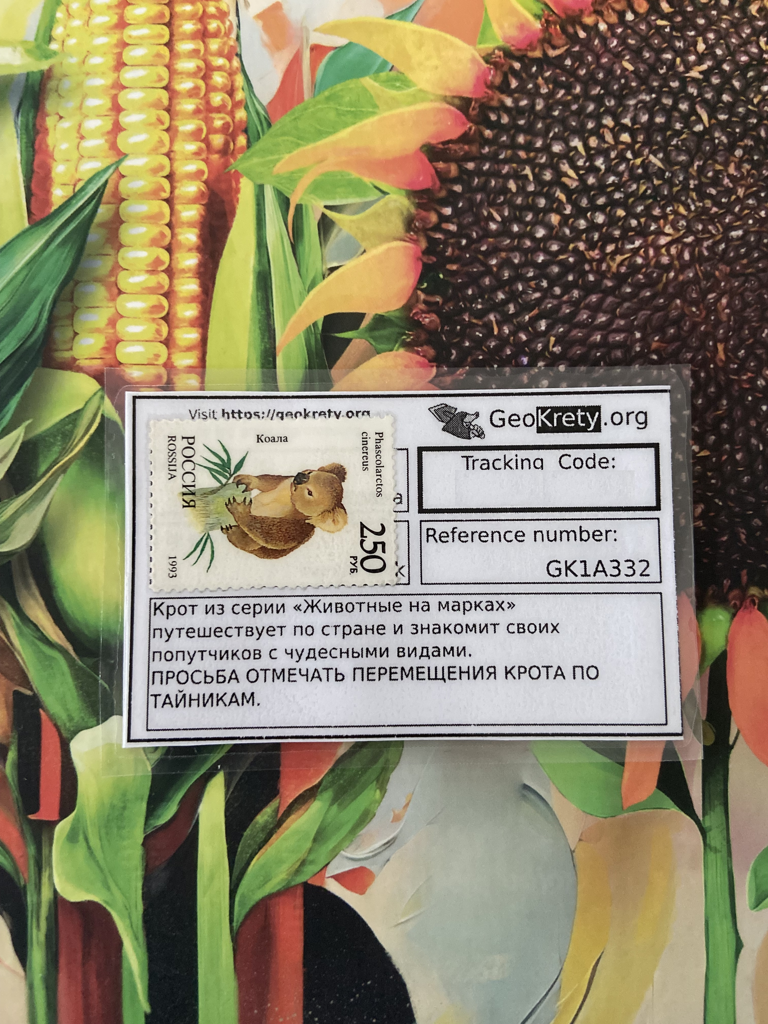 Visit https://geokrety.org
GeoKrety.org
Tracking Code:
Reference number:
GK1A332
a
x
Phascolarctos
cinereus
Коала
РОССИЯ
ROSSIJA
250
РУБ.
1993
Крот из серии «Животные на марках»
путешествует по стране и знакомит своих
попутчиков с чудесными видами.
ПРОСЬБА ОТМЕЧАТЬ ПЕРЕМЕЩЕНИЯ КРОТА ПО
ТАЙНИКАМ.